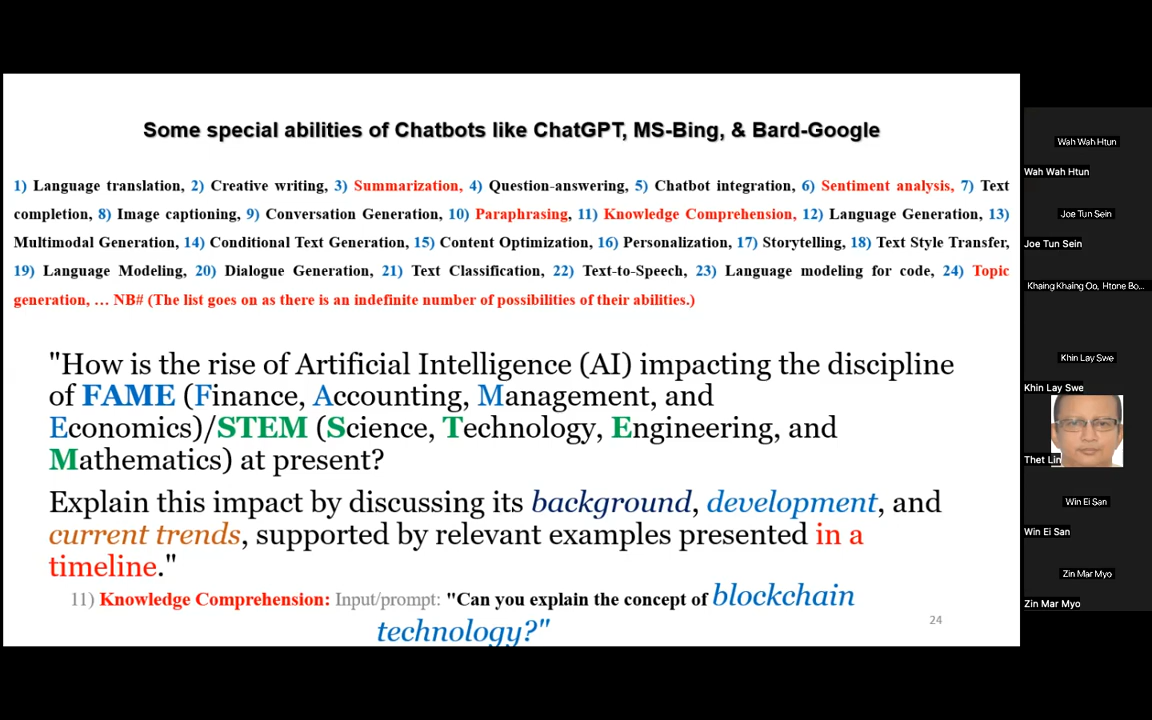 Some special abilities of Chatbots like ChatGPT, MS-Bing, & Bard-Google
1) Language translation, 2) Creative writing, 3) Summarization, 4) Question-answering, 5) Chatbot integration, 6) Sentiment analysis, 7) Text
completion, 8) Image captioning, 9) Conversation Generation, 10) Paraphrasing, 11) Knowledge Comprehension, 12) Language Generation, 13)
Multimodal Generation, 14) Conditional Text Generation, 15) Content Optimization, 16) Personalization, 17) Storytelling, 18) Text Style Transfer,
19) Language Modeling, 20) Dialogue Generation, 21) Text Classification, 22) Text-to-Speech, 23) Language modeling for code, 24) Topic
generation, … NB# (The list goes on as there is an indefinite number of possibilities of their abilities.)
"How is the rise of Artificial Intelligence (AI) impacting the discipline
of FAME (Finance, Accounting, Management, and
Economics)/STEM (Science, Technology, Engineering, and
Mathematics) at present?
Explain this impact by discussing its background, development, and
current trends, supported by relevant examples presented in a
timeline."
11) Knowledge Comprehension: Input/prompt: "Can you explain the concept of blockchain
technology?"
24
Wah Wah Htun
Wah Wah Htun
Joe Tun Sein
Joe Tun Sein
Khaing Khaing Oo, Htone Bo...
Khin Lay Swe
Khin Lay Swe
Thet Lin
Win Ei San
Win Ei San
Zin Mar Myo
Zin Mar Myo